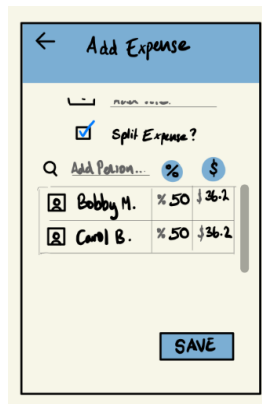 ← Add Expense
Split Expense?
Add Person... % $
Bobby M. % 50 $36.2
Carol B. % 50 $36.2
SAVE